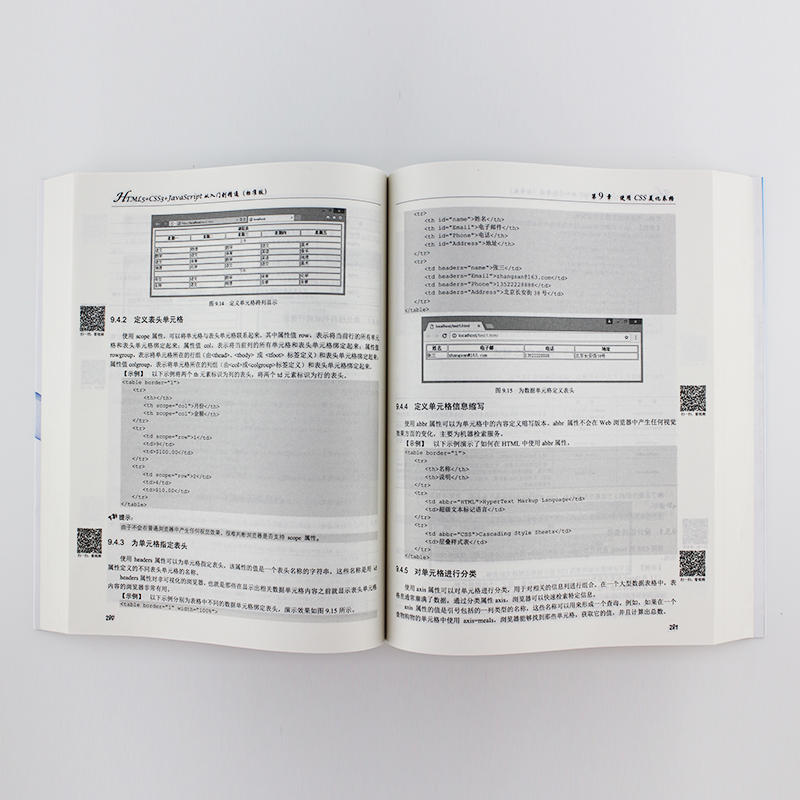 HTML5+CSS3+JavaScript 从入门到精通（标准版）
图 9.14 定义单元格跨列显示
9.4.2 定义表头单元格
使用 scope 属性，可以将单元格与表头单元格联系起来。其中属性值 row，表示将当前行的所有单元
格和表头单元格绑定起来；属性值 col，表示将当前列的所有单元格和表头单元格绑定起来；属性值
rowgroup，表示将单元格所在的行组（由<thead>、<tbody> 或 <tfoot> 标签定义）和表头单元格绑定起来；
属性值 colgroup，表示将单元格所在的列组（由<col>或<colgroup>标签定义）和表头单元格绑定起来。
【示例】 以下示例将两个 th 元素标识为列的表头，将两个 td 元素标识为行的表头。
<table border="1">
<tr>
<th></th>
<th scope="col">月份</th>
<th scope="col">金额</th>
</tr>
<tr>
<td scope="row">1</td>
<td>9</td>
<td>$100.00</td>
</tr>
<tr>
<td scope="row">2</td>
<td>4</td>
<td>$10.00</td>
</tr>
</table>
提示：
由于不会在普通浏览器中产生任何视觉效果，很难判断浏览器是否支持 scope 属性。
9.4.3 为单元格指定表头
使用 headers 属性可以为单元格指定表头，该属性的值是一个表头名称的字符串，这些名称是用 id
属性定义的不同表头单元格的名称。
headers 属性对非可视化的浏览器，也就是那些在显示出相关数据单元格内容之前就显示表头单元格
内容的浏览器非常有用。
【示例】 以下示例分别为表格中不同的数据单元格绑定表头，演示效果如图 9.15 所示。
<table border="1" width="100%">
280
第 9 章 使用 CSS 美化表格
<tr>
<th id="name">姓名</th>
<th id="Email">电子邮件</th>
<th id="Phone">电话</th>
<th id="Address">地址</th>
</tr>
<tr>
<td headers="name">张三</td>
<td headers="Email">zhangsan@163.com</td>
<td headers="Phone">13522228888</td>
<td headers="Address">北京长安街 38 号</td>
</tr>
</table>
localhost/test1.html
姓名 电子邮 电话 地址
张三 zhangsan@163.com 13522228888 北京长安街38号
图 9.15 为数据单元格定义表头
9.4.4 定义单元格信息缩写
使用 abbr 属性可以为单元格中的内容定义缩写版本。abbr 属性不会在 Web 浏览器中产生任何视觉
效果方面的变化，主要为机器检索服务。
【示例】 以下示例演示了如何在 HTML 中使用 abbr 属性。
<table border="1">
<tr>
<th>名称</th>
<th>说明</th>
</tr>
<tr>
<td abbr="HTML">HyperText Markup Language</td>
<td>超级文本标记语言</td>
</tr>
<tr>
<td abbr="CSS">Cascading Style Sheets</td>
<td>层叠样式表</td>
</tr>
</table>
9.4.5 对单元格进行分类
使用 axis 属性可以对单元格进行分类，用于对相关的信息列进行组合。在一个大型数据表格中，表
格里通常塞满了数据，通过分类属性 axis，浏览器可以快速检索特定信息。
axis 属性的值是引号包括的一列类型的名称，这些名称可以用来形成一个查询。例如，如果在一个
食物购物的单元格中使用 axis=meals，浏览器能够找到那些单元格，获取它的值，并且计算出总数。
281